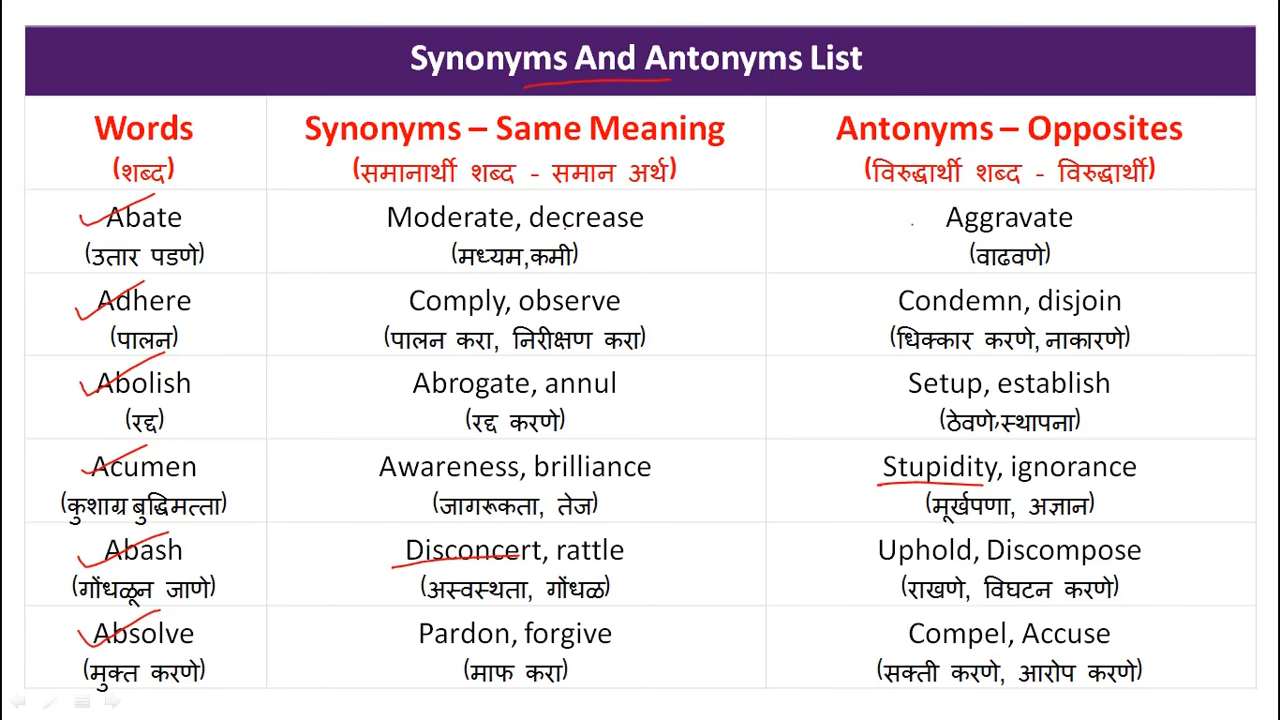 Synonyms And Antonyms List
Words Synonyms – Same Meaning Antonyms – Opposites
(शब्द) (समानार्थी शब्द - समान अर्थ) (विरुद्धार्थी शब्द - विरुद्धार्थी)
Abate Moderate, decrease Aggravate
(उतार पडणे) (मध्यम,कमी) (वाढवणे)
Adhere Comply, observe Condemn, disjoin
(पालन) (पालन करा, निरीक्षण करा) (धिक्कार करणे, नाकारणे)
Abolish Abrogate, annul Setup, establish
(रद्द) (रद्द करणे) (ठेवणे,स्थापना)
Acumen Awareness, brilliance Stupidity, ignorance
(कुशाग्र बुद्धिमत्ता) (जागरूकता, तेज) (मूर्खपणा, अज्ञान)
Abash Disconcert, rattle Uphold, Discompose
(गोंधळून जाणे) (अस्वस्थता, गोंधळ) (राखणे, विघटन करणे)
Absolve Pardon, forgive Compel, Accuse
(मुक्त करणे) (माफ करा) (सक्ती करणे, आरोप करणे)